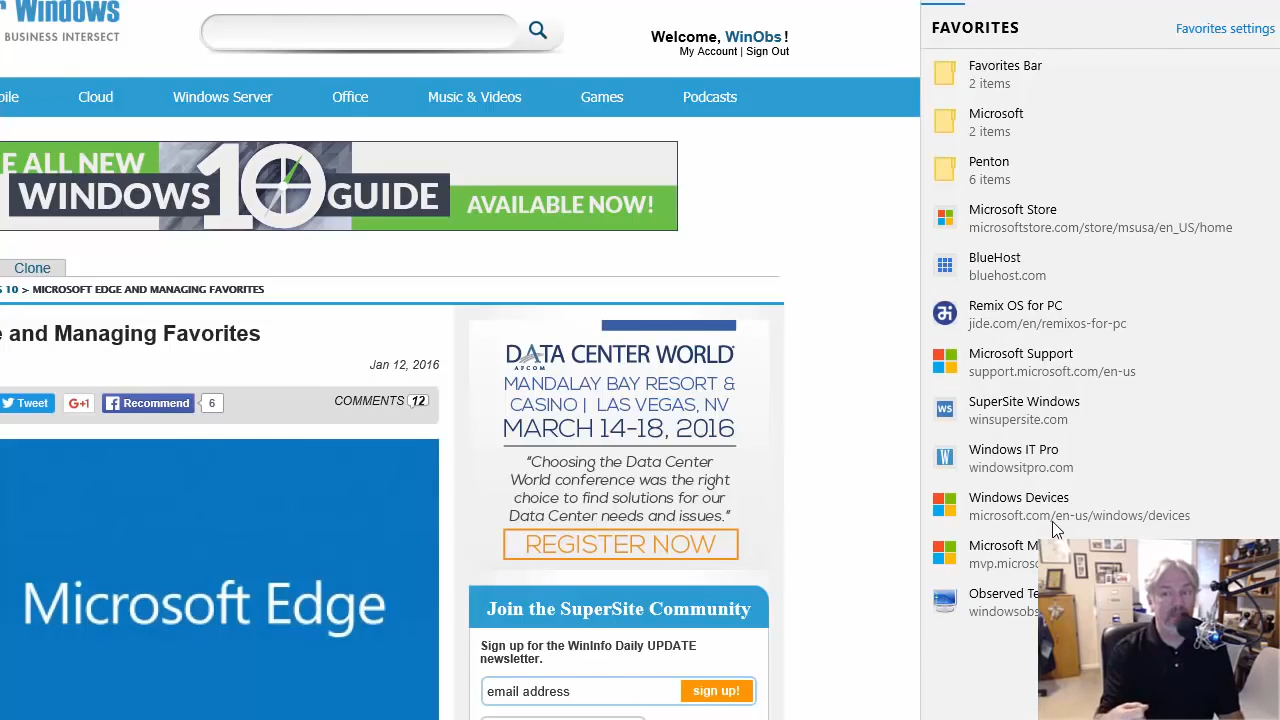 r Windows
BUSINESS INTERSECT
Welcome, WinObs!
My Account | Sign Out
bile
Cloud
Windows Server
Office
Music & Videos
Games
Podcasts
E ALL NEW
WINDOWS 10 GUIDE
AVAILABLE NOW!
Clone
S 10 > MICROSOFT EDGE AND MANAGING FAVORITES
e and Managing Favorites
Jan 12, 2016
Tweet
G+1
Recommend
6
COMMENTS 12
Microsoft Edge
DATA CENTER WORLD
AFCOM
MANDALAY BAY RESORT &
CASINO | LAS VEGAS, NV
MARCH 14-18, 2016
“Choosing the Data Center
World conference was the right
choice to find solutions for our
Data Center needs and issues.”
REGISTER NOW
Join the SuperSite Community
Sign up for the WinInfo Daily UPDATE
newsletter.
email address
sign up!
FAVORITES
Favorites settings
Favorites Bar
2 items
Microsoft
2 items
Penton
6 items
Microsoft Store
microsoftstore.com/store/msusa/en_US/home
BlueHost
bluehost.com
Remix OS for PC
jide.com/en/remixos-for-pc
Microsoft Support
support.microsoft.com/en-us
WS
SuperSite Windows
winsupersite.com
W
Windows IT Pro
windowsitpro.com
Windows Devices
microsoft.com/en-us/windows/devices
Microsoft M
mvp.microso
Observed Te
windowsobs